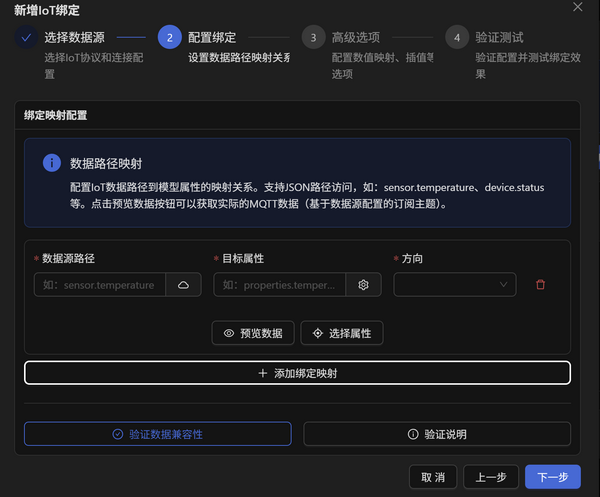 新增IoT绑定
选择数据源
选择IoT协议和连接配
置
2 配置绑定
设置数据路径映射关系
3 高级选项
配置数值映射、插值等
选项
4 验证测试
验证配置并测试绑定效
果
绑定映射配置
数据路径映射
配置IoT数据路径到模型属性的映射关系。支持JSON路径访问，如：sensor.temperature、device.status
等。点击预览数据按钮可以获取实际的MQTT数据（基于数据源配置的订阅主题）。
* 数据源路径 * 目标属性 * 方向
如：sensor.temperature 如：properties.temper...
预览数据 选择属性
+ 添加绑定映射
验证数据兼容性 验证说明
取 消 上一步 下一步